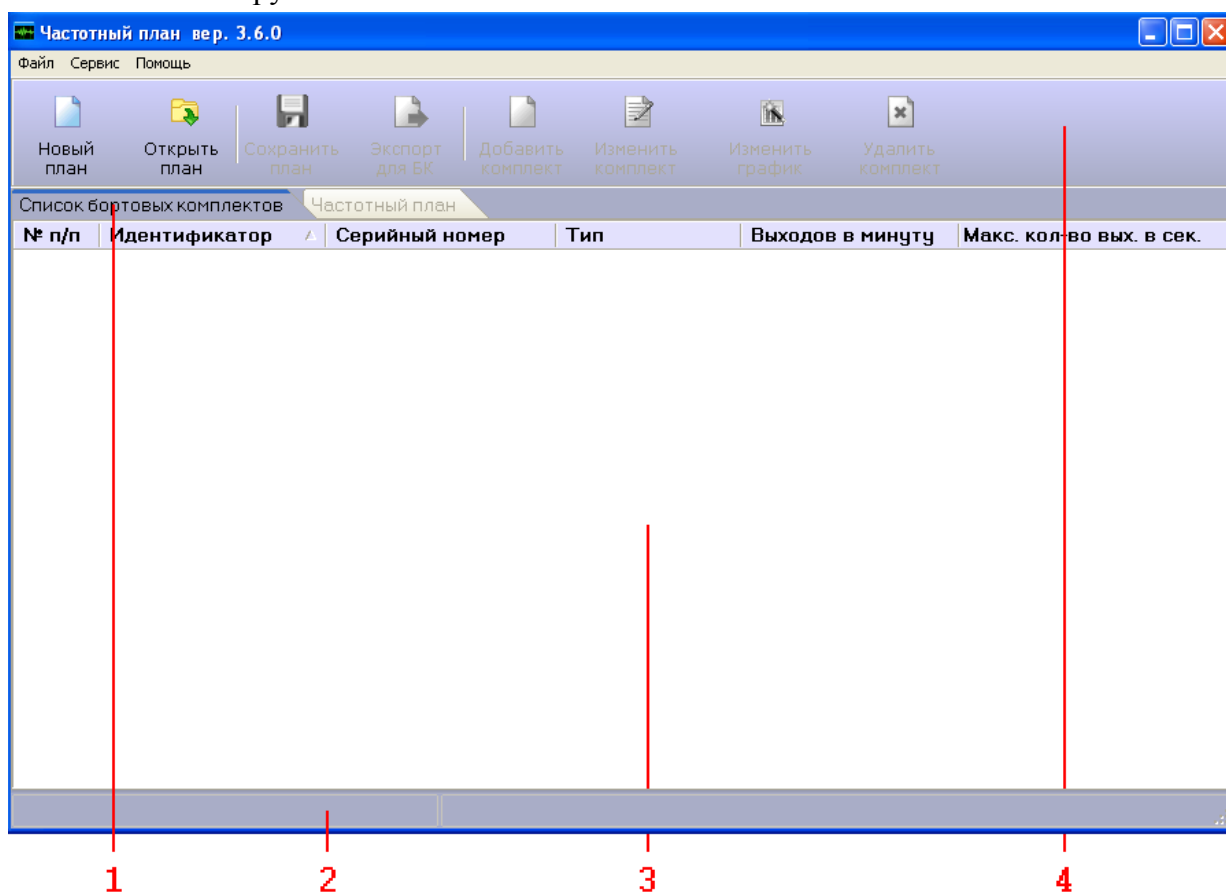 Частотный план вер. 3.6.0
Файл Сервис Помощь
Новый план
Открыть план
Сохранить план
Экспорт для БК
Добавить комплект
Изменить комплект
Изменить график
Удалить комплект
Список бортовых комплектов Частотный план
№ п/п Идентификатор Серийный номер Тип Выходов в минуту Макс. кол-во вых. в сек.
1 2 3 4